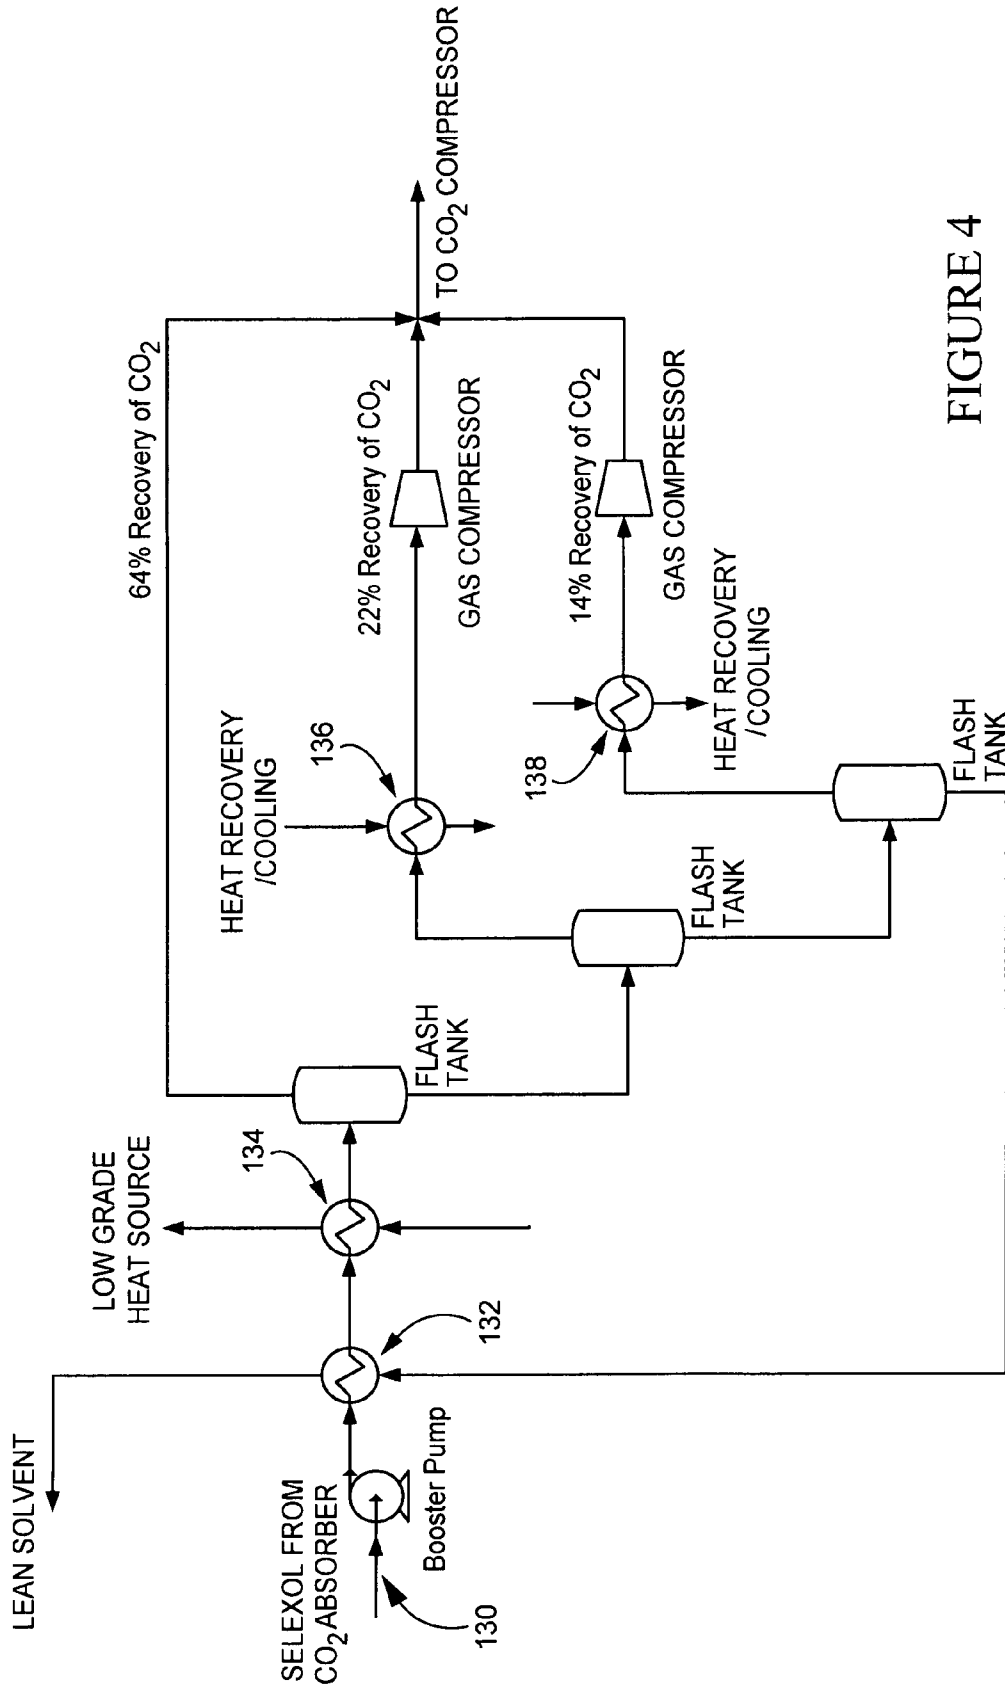 LEAN SOLVENT
SELEXOL FROM
CO2 ABSORBER
130
Booster Pump
132
LOW GRADE
HEAT SOURCE
134
FLASH
TANK
64% Recovery of CO2
HEAT RECOVERY
/COOLING
136
FLASH
TANK
22% Recovery of CO2
GAS COMPRESSOR
138
HEAT RECOVERY
/COOLING
FLASH
TANK
14% Recovery of CO2
GAS COMPRESSOR
TO CO2 COMPRESSOR
FIGURE 4